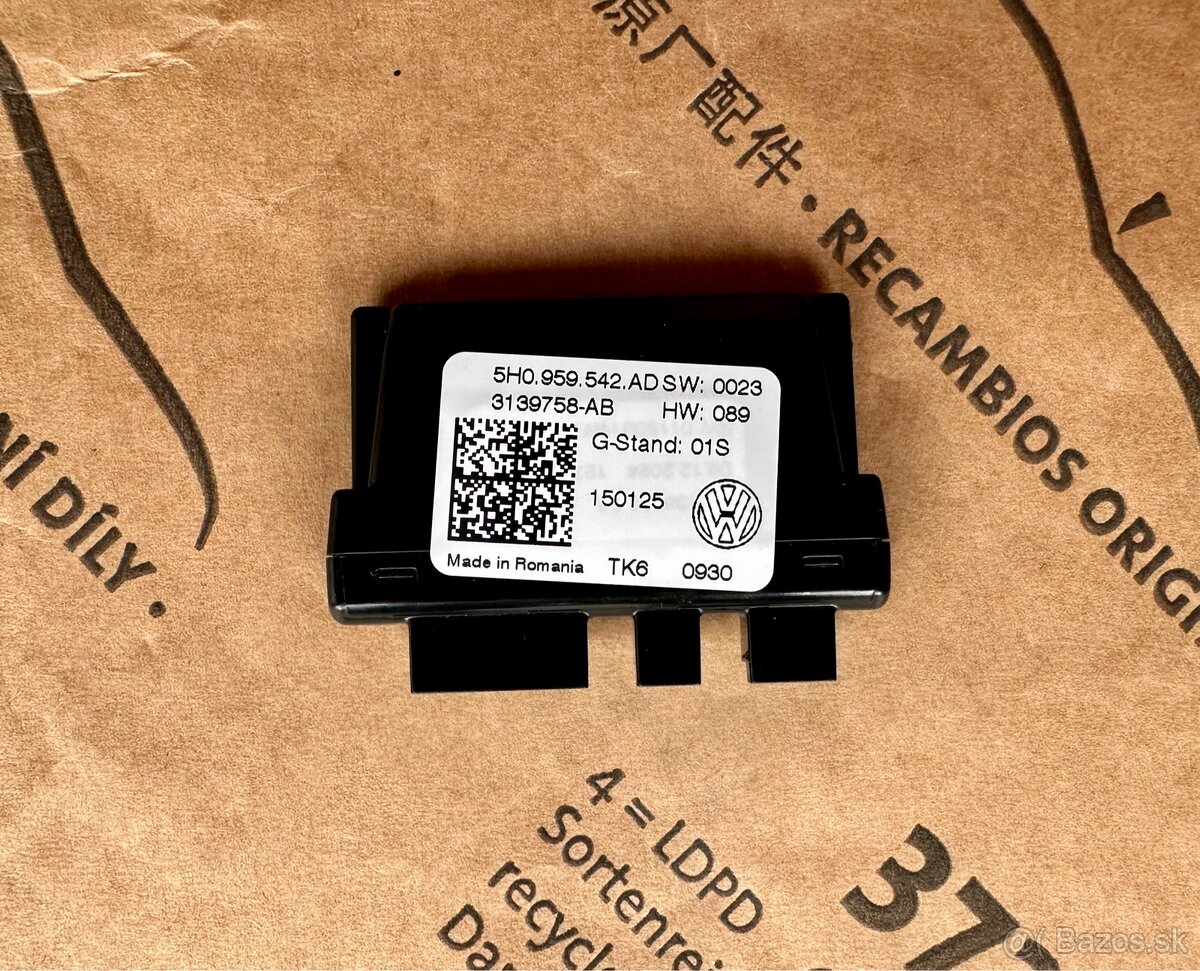 原厂配件 · RECAMBIOS ORIGI
NÍ DÍLY ·
5H0.959.542.AD SW: 0023
3139758-AB HW: 089
G-Stand: 01S
150125
Made in Romania TK6 0930
4 = LDPD
Sortenrei
recycl
Da
37
Bazos.sk